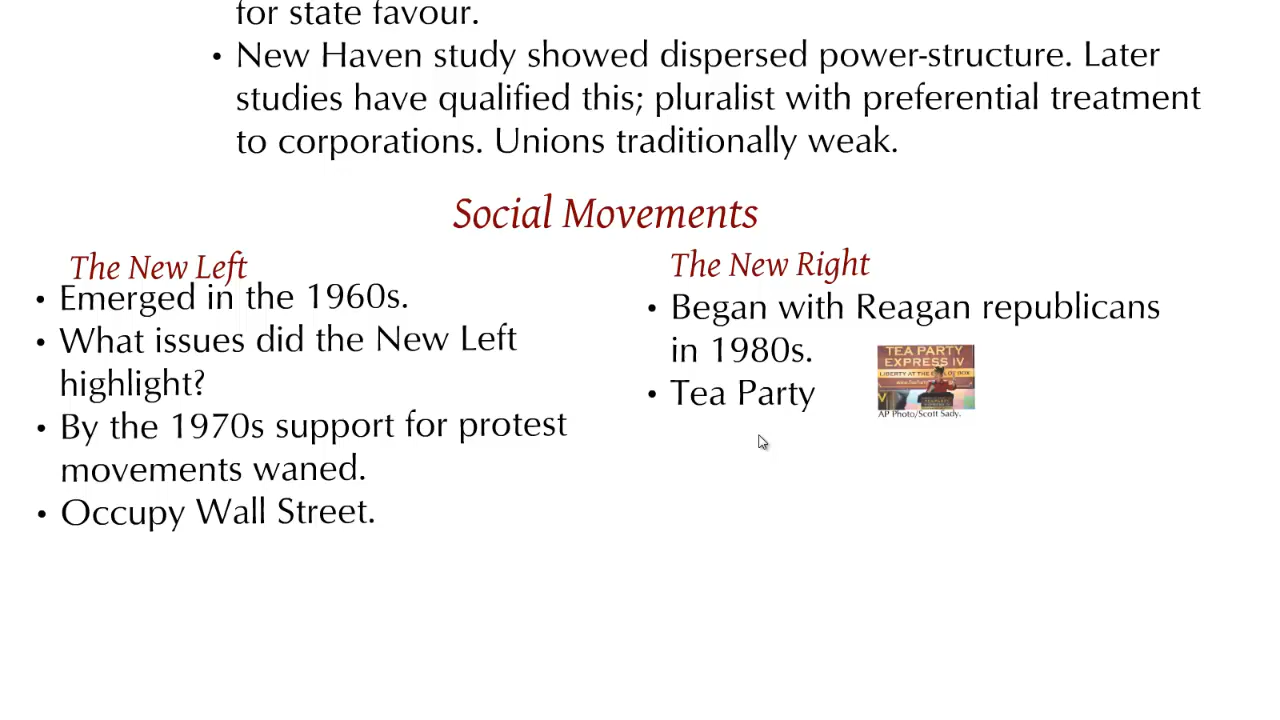 for state favour.
• New Haven study showed dispersed power-structure. Later
studies have qualified this; pluralist with preferential treatment
to corporations. Unions traditionally weak.
Social Movements
The New Left
• Emerged in the 1960s.
• What issues did the New Left
highlight?
• By the 1970s support for protest
movements waned.
• Occupy Wall Street.
The New Right
• Began with Reagan republicans
in 1980s.
• Tea Party
TEA PARTY
EXPRESS IV
LIBERTY AT THE
AP Photo/Scott Sady.